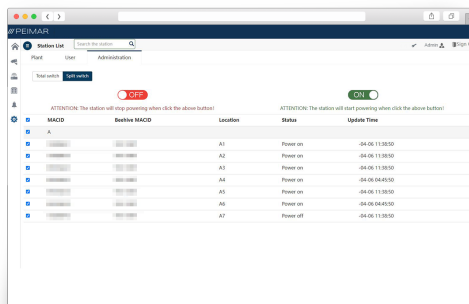 PEIMAR
Station List Search the station Admin Sign
Plant User Administration
Total switch Split switch
OFF ON
ATTENTION: The station will stop powering when click the above button! ATTENTION: The station will start powering when click the above button!
MACID Beehive MACID Location Status Update Time
A
A1 Power on -04-06 11:38:50
A2 Power on -04-06 11:38:50
A3 Power on -04-06 11:38:50
A4 Power on -04-06 04:45:50
A5 Power on -04-06 11:38:50
A6 Power on -04-06 04:45:50
A7 Power off -04-06 11:38:50